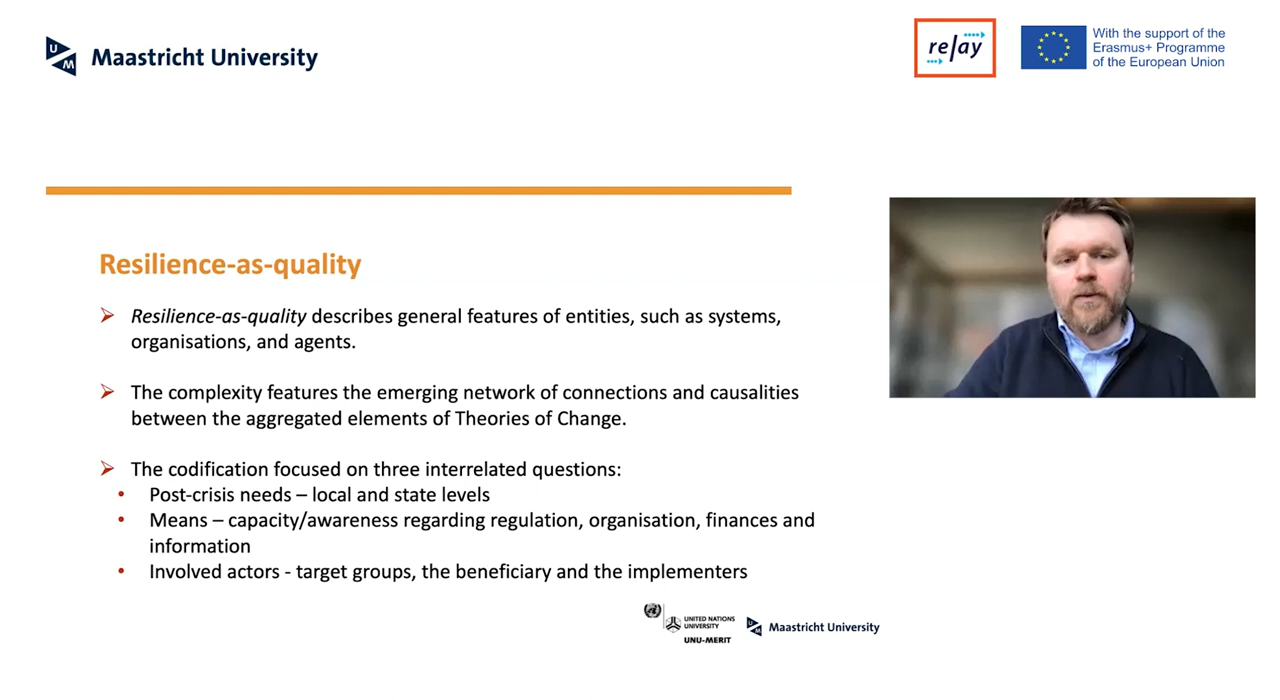 UM Maastricht University
relay
With the support of the
Erasmus+ Programme
of the European Union
Resilience-as-quality
➢ Resilience-as-quality describes general features of entities, such as systems,
organisations, and agents.
➢ The complexity features the emerging network of connections and causalities
between the aggregated elements of Theories of Change.
➢ The codification focused on three interrelated questions:
• Post-crisis needs – local and state levels
• Means – capacity/awareness regarding regulation, organisation, finances and
information
• Involved actors - target groups, the beneficiary and the implementers
UNITED NATIONS
UNIVERSITY
UNU-MERIT
UM Maastricht University